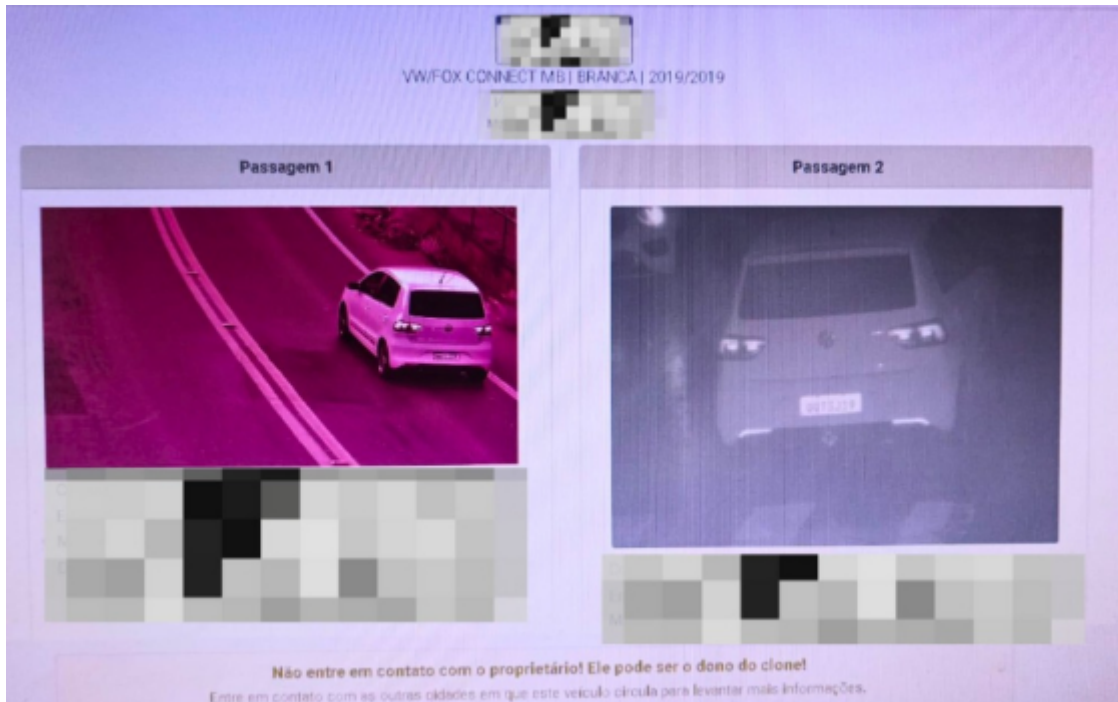 VW/FOX CONNECT MB | BRANCA | 2019/2019
Passagem 1
Passagem 2
Não entre em contato com o proprietário! Ele pode ser o dono do clone!
Entre em contato com as outras cidades em que este veículo circula para levantar mais informações.